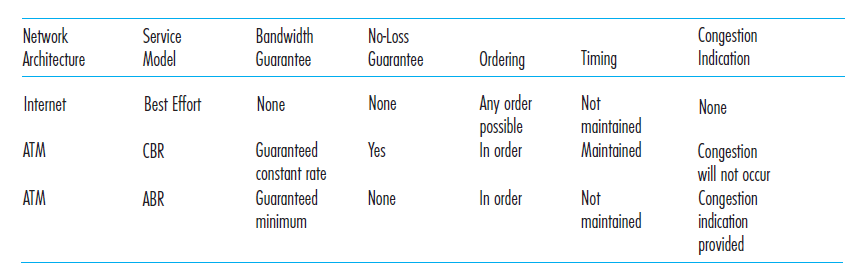 Network Service Bandwidth No-Loss Congestion
Architecture Model Guarantee Guarantee Ordering Timing Indication
Internet Best Effort None None Any order Not None
possible maintained
ATM CBR Guaranteed Yes In order Maintained Congestion
constant rate will not occur
ATM ABR Guaranteed None In order Not Congestion
minimum maintained indication
provided